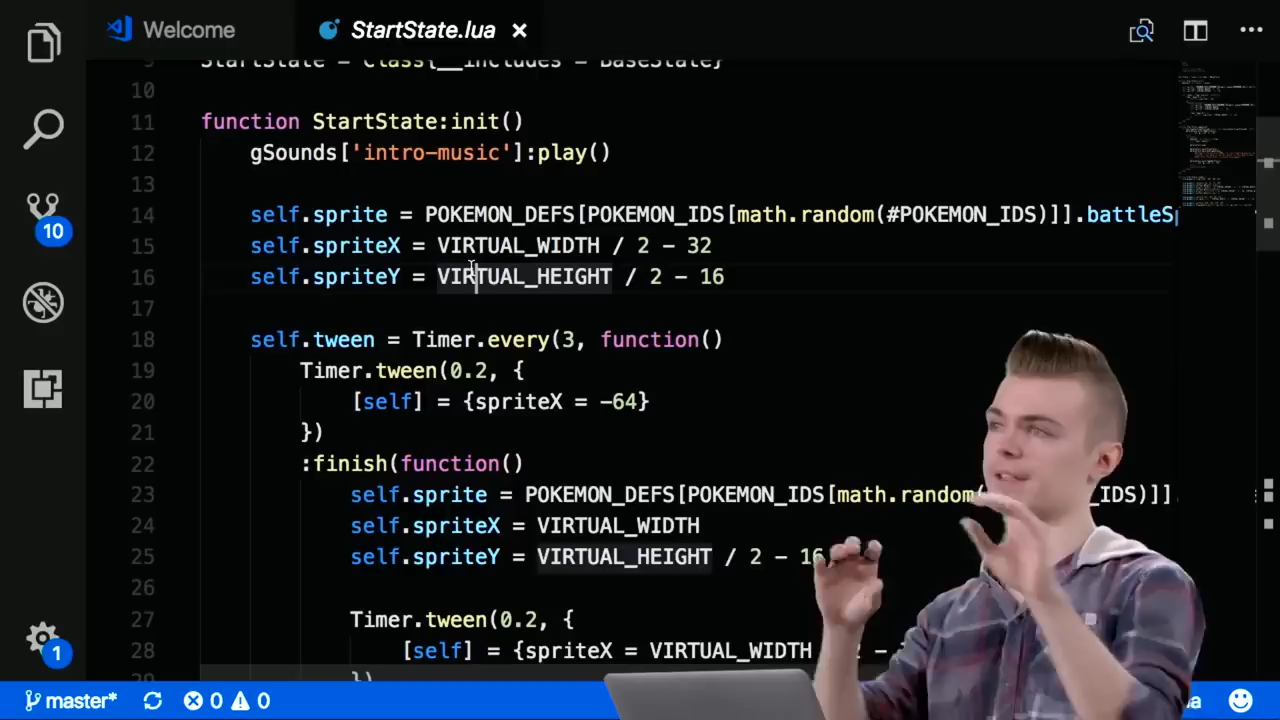 Welcome
StartState.lua
9 StartState = Class{__includes = BaseState}
10
11 function StartState:init()
12 gSounds['intro-music']:play()
13
14 self.sprite = POKEMON_DEFS[POKEMON_IDS[math.random(#POKEMON_IDS)]].battleSp
15 self.spriteX = VIRTUAL_WIDTH / 2 - 32
16 self.spriteY = VIRTUAL_HEIGHT / 2 - 16
17
18 self.tween = Timer.every(3, function()
19 Timer.tween(0.2, {
20 [self] = {spriteX = -64}
21 })
22 :finish(function()
23 self.sprite = POKEMON_DEFS[POKEMON_IDS[math.random( _IDS)]].
24 self.spriteX = VIRTUAL_WIDTH
25 self.spriteY = VIRTUAL_HEIGHT / 2 - 16
26
27 Timer.tween(0.2, {
28 [self] = {spriteX = VIRTUAL_WIDTH
})
10
1
master* 0 0